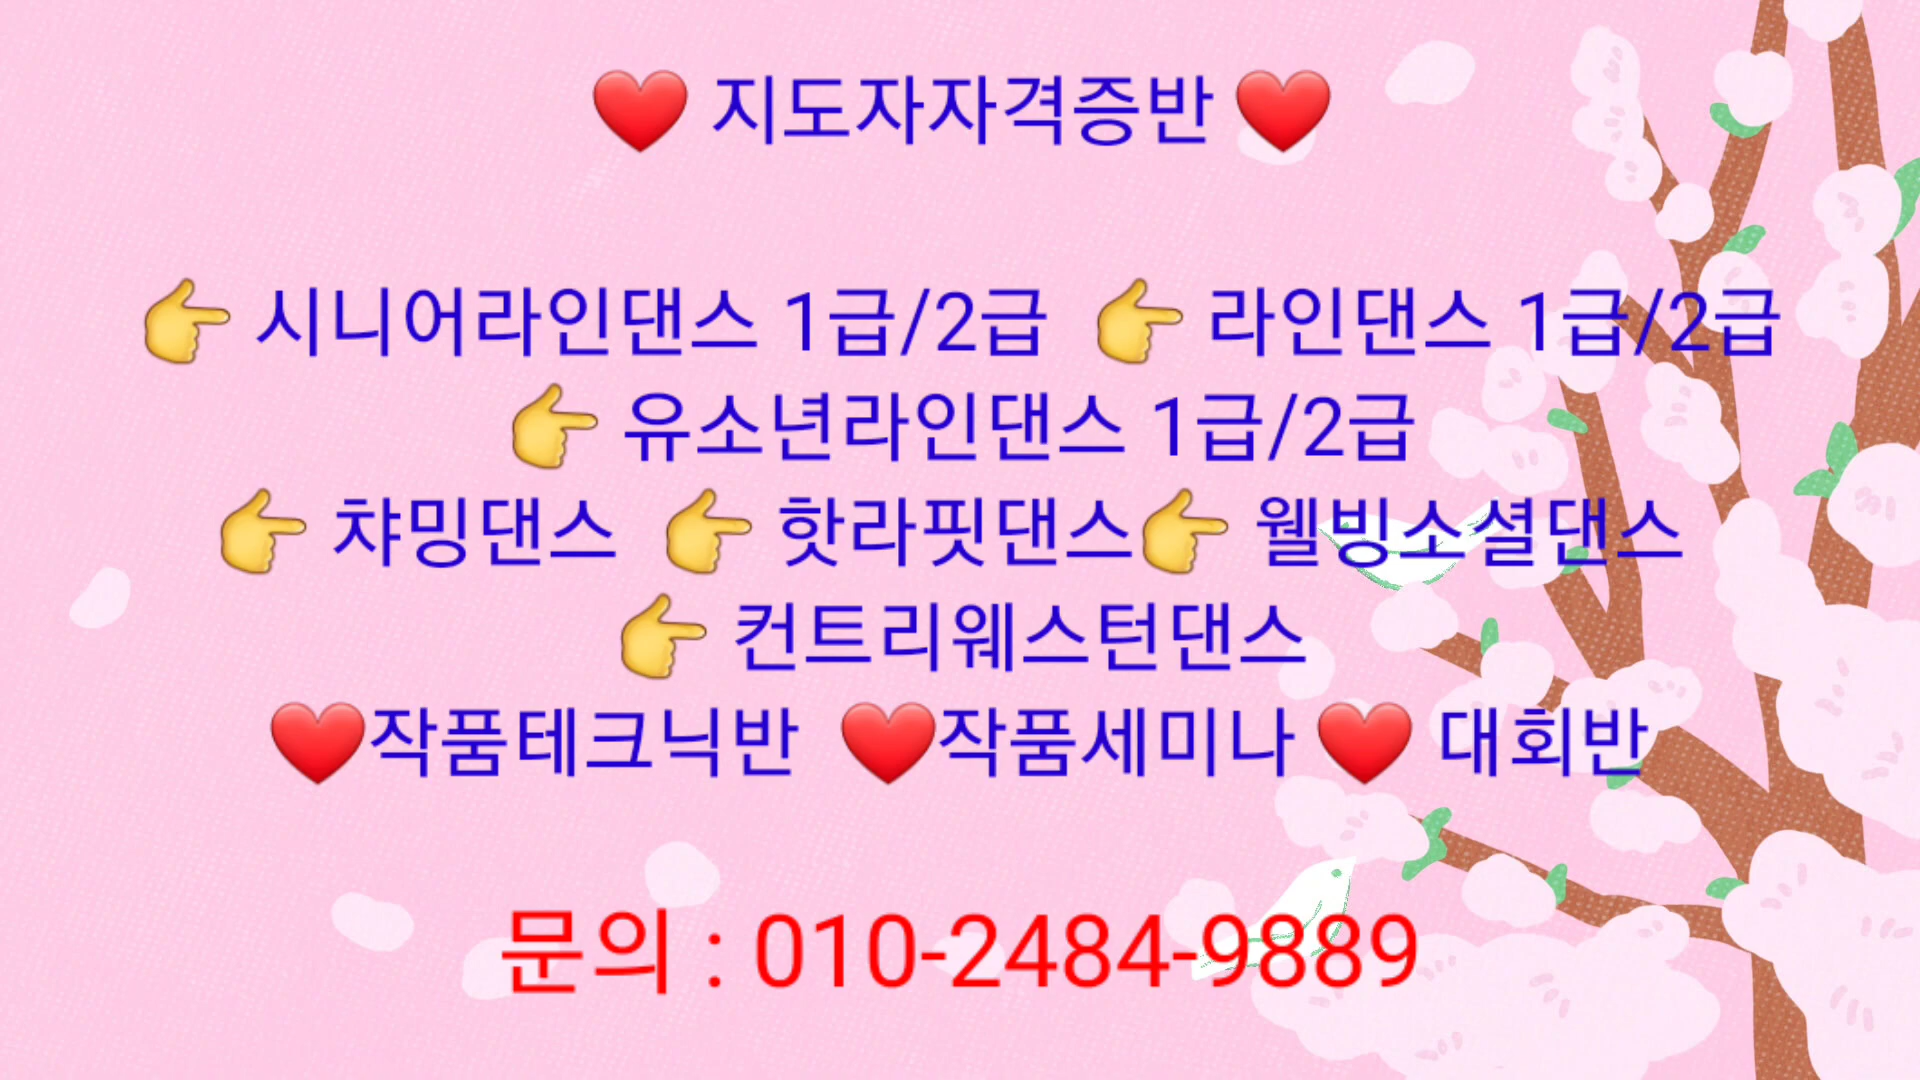 ❤️ 지도자자격증반 ❤️
👉 시니어라인댄스 1급/2급 👉 라인댄스 1급/2급
👉 유소년라인댄스 1급/2급
👉 챠밍댄스 👉 핫라핏댄스👉 웰빙소셜댄스
👉 컨트리웨스턴댄스
❤️작품테크닉반 ❤️작품세미나 ❤️ 대회반
문의 : 010-2484-9889